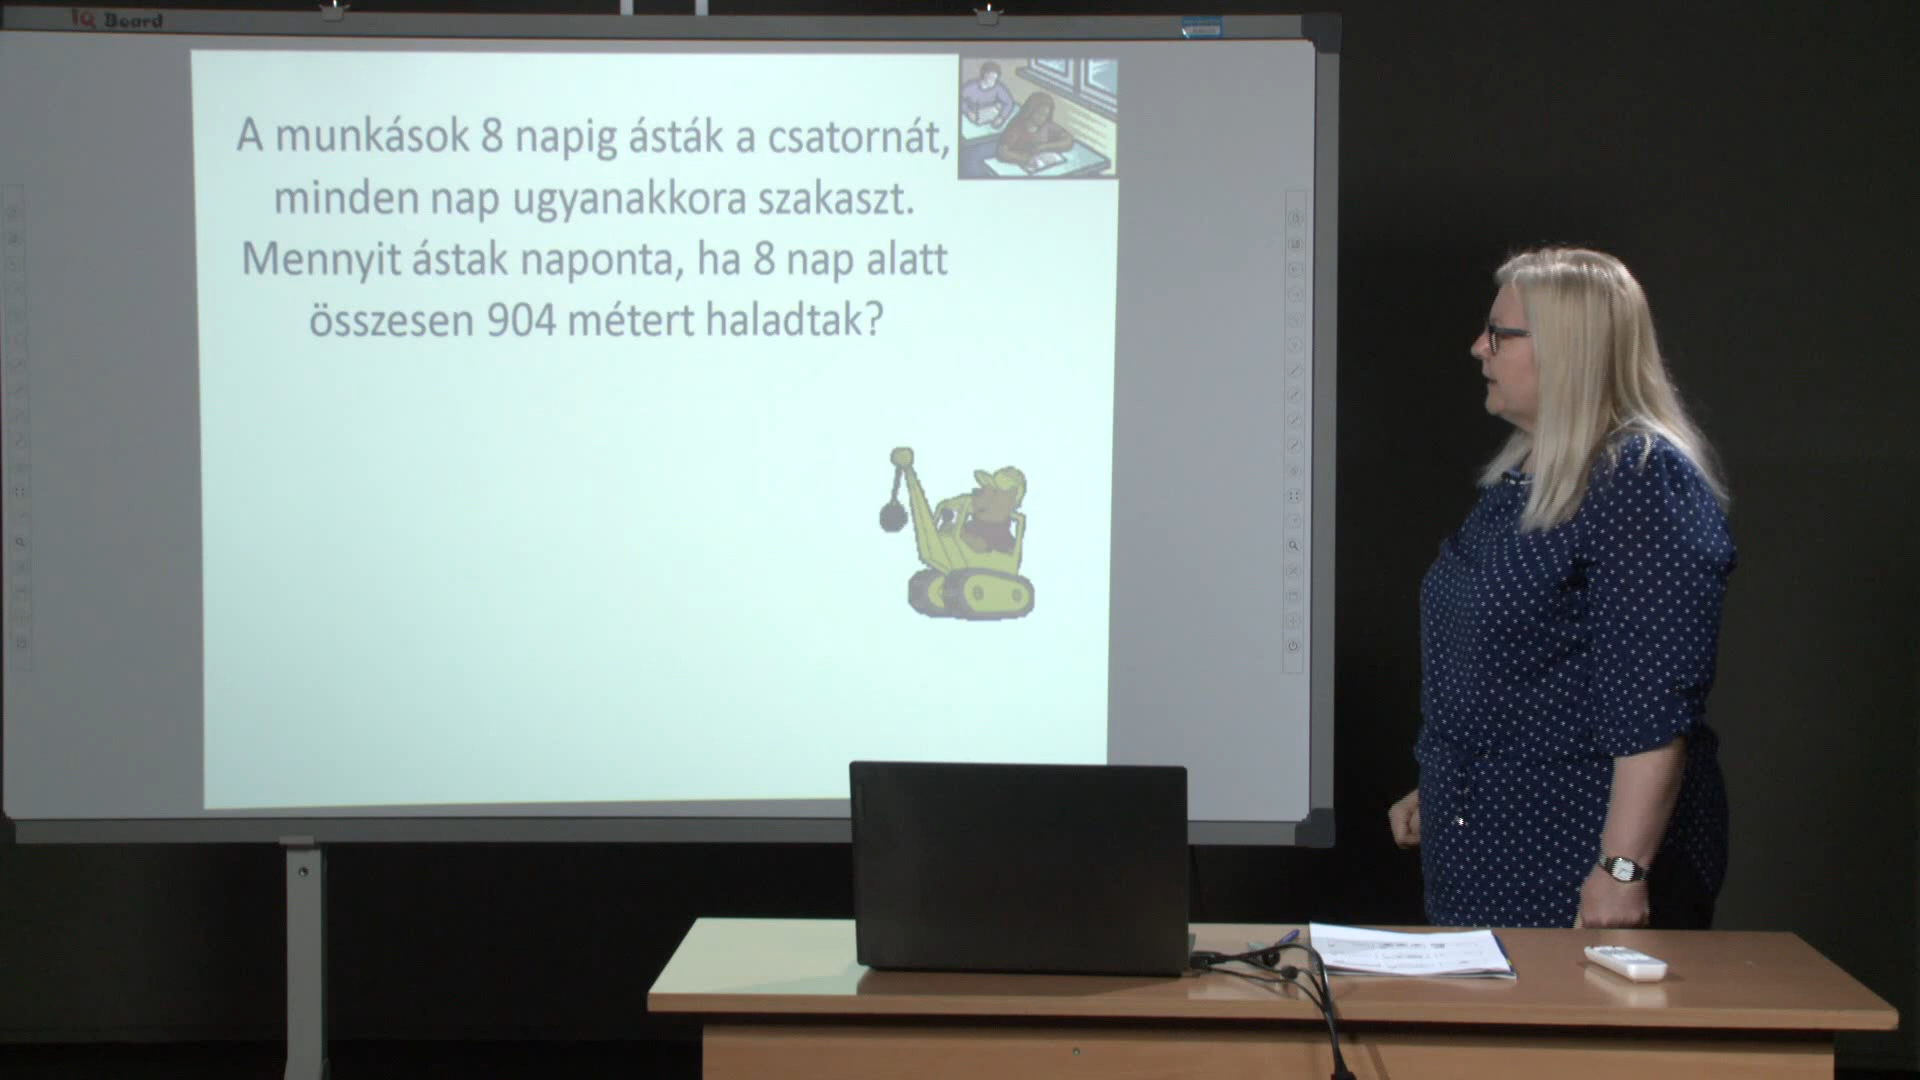 iQ Board
A munkások 8 napig ásták a csatornát,
minden nap ugyanakkora szakaszt.
Mennyit ástak naponta, ha 8 nap alatt
összesen 904 métert haladtak?